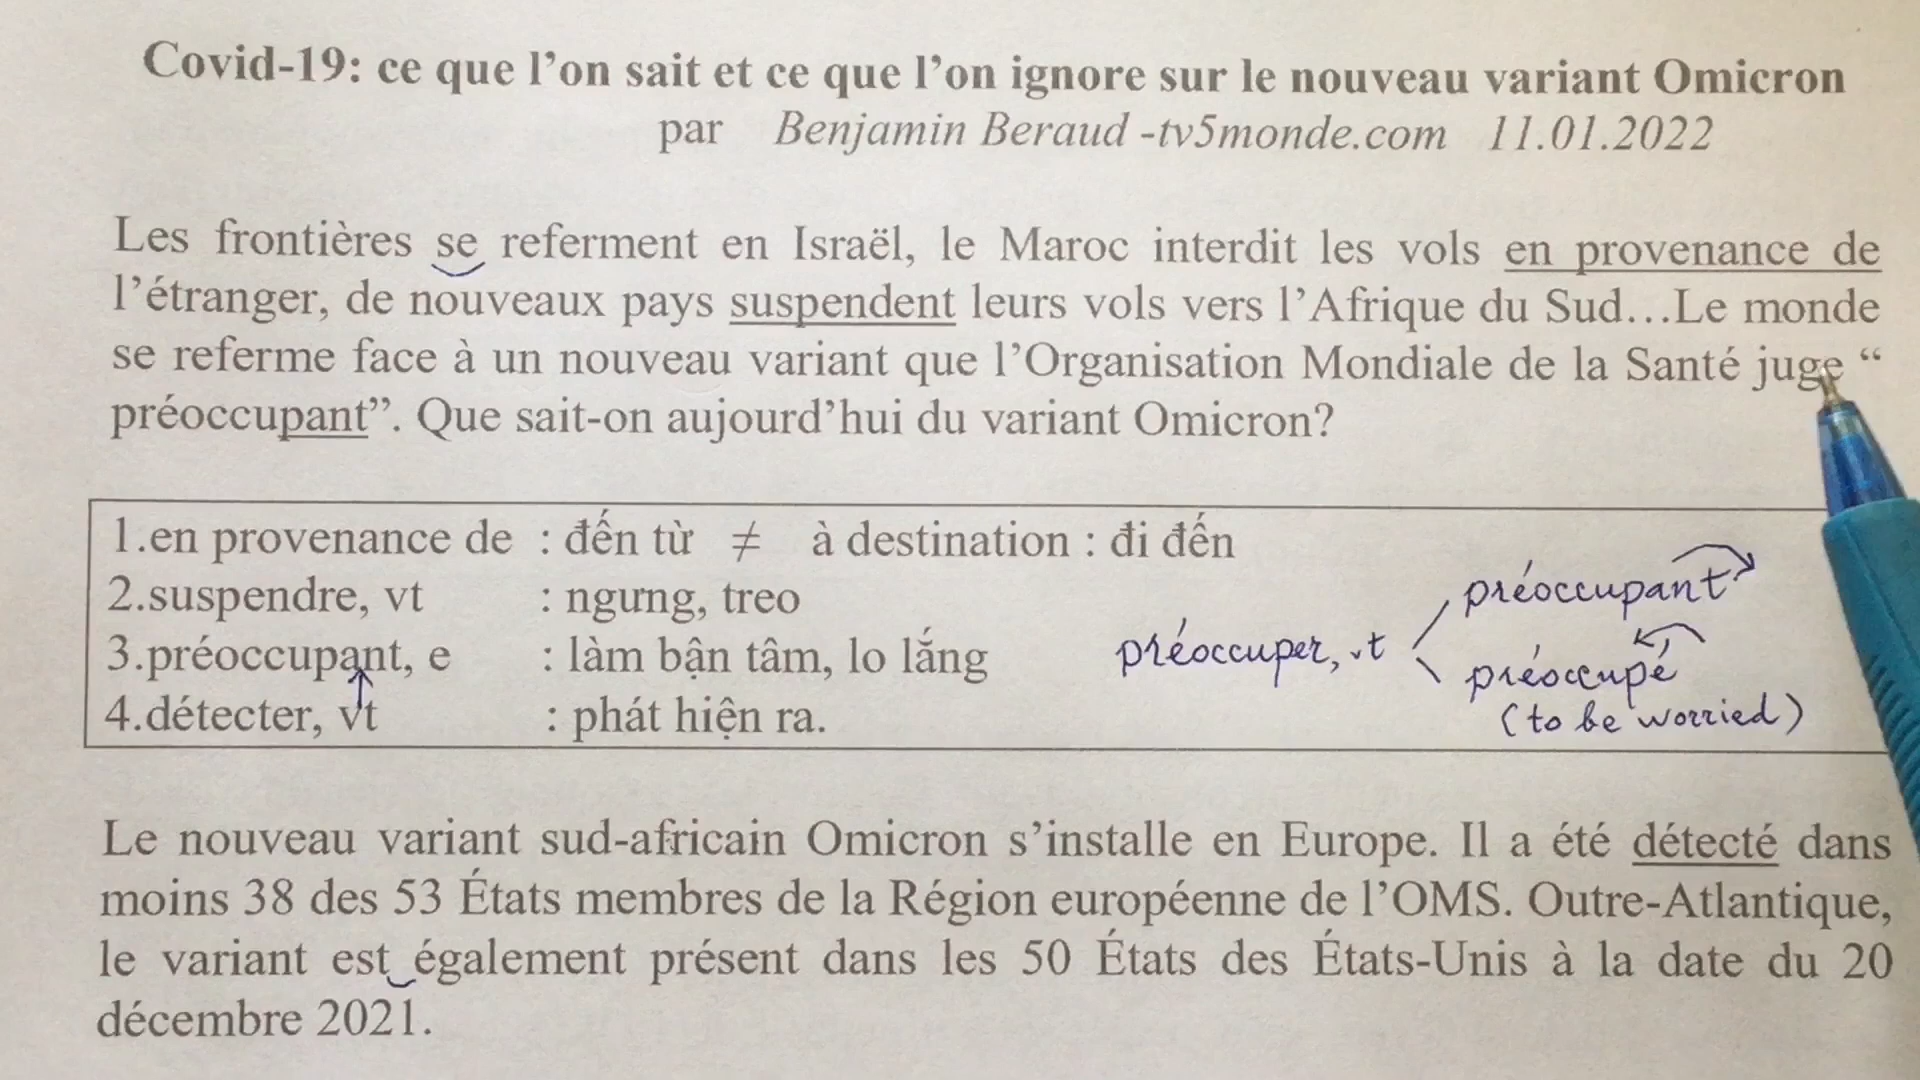 Covid-19: ce que l’on sait et ce que l’on ignore sur le nouveau variant Omicron
par Benjamin Beraud -tv5monde.com 11.01.2022
Les frontières se referment en Israël, le Maroc interdit les vols en provenance de
l’étranger, de nouveaux pays suspendent leurs vols vers l’Afrique du Sud…Le monde
se referme face à un nouveau variant que l’Organisation Mondiale de la Santé juge “
préoccupant”. Que sait-on aujourd’hui du variant Omicron?
1.en provenance de : đến từ ≠ à destination : đi đến
2.suspendre, vt : ngưng, treo
préoccupant
3.préoccupant, e : làm bận tâm, lo lắng
préoccuper, vt
préoccupé
4.détecter, vt : phát hiện ra.
(to be worried)
Le nouveau variant sud-africain Omicron s’installe en Europe. Il a été détecté dans
moins 38 des 53 États membres de la Région européenne de l’OMS. Outre-Atlantique,
le variant est également présent dans les 50 États des États-Unis à la date du 20
décembre 2021.